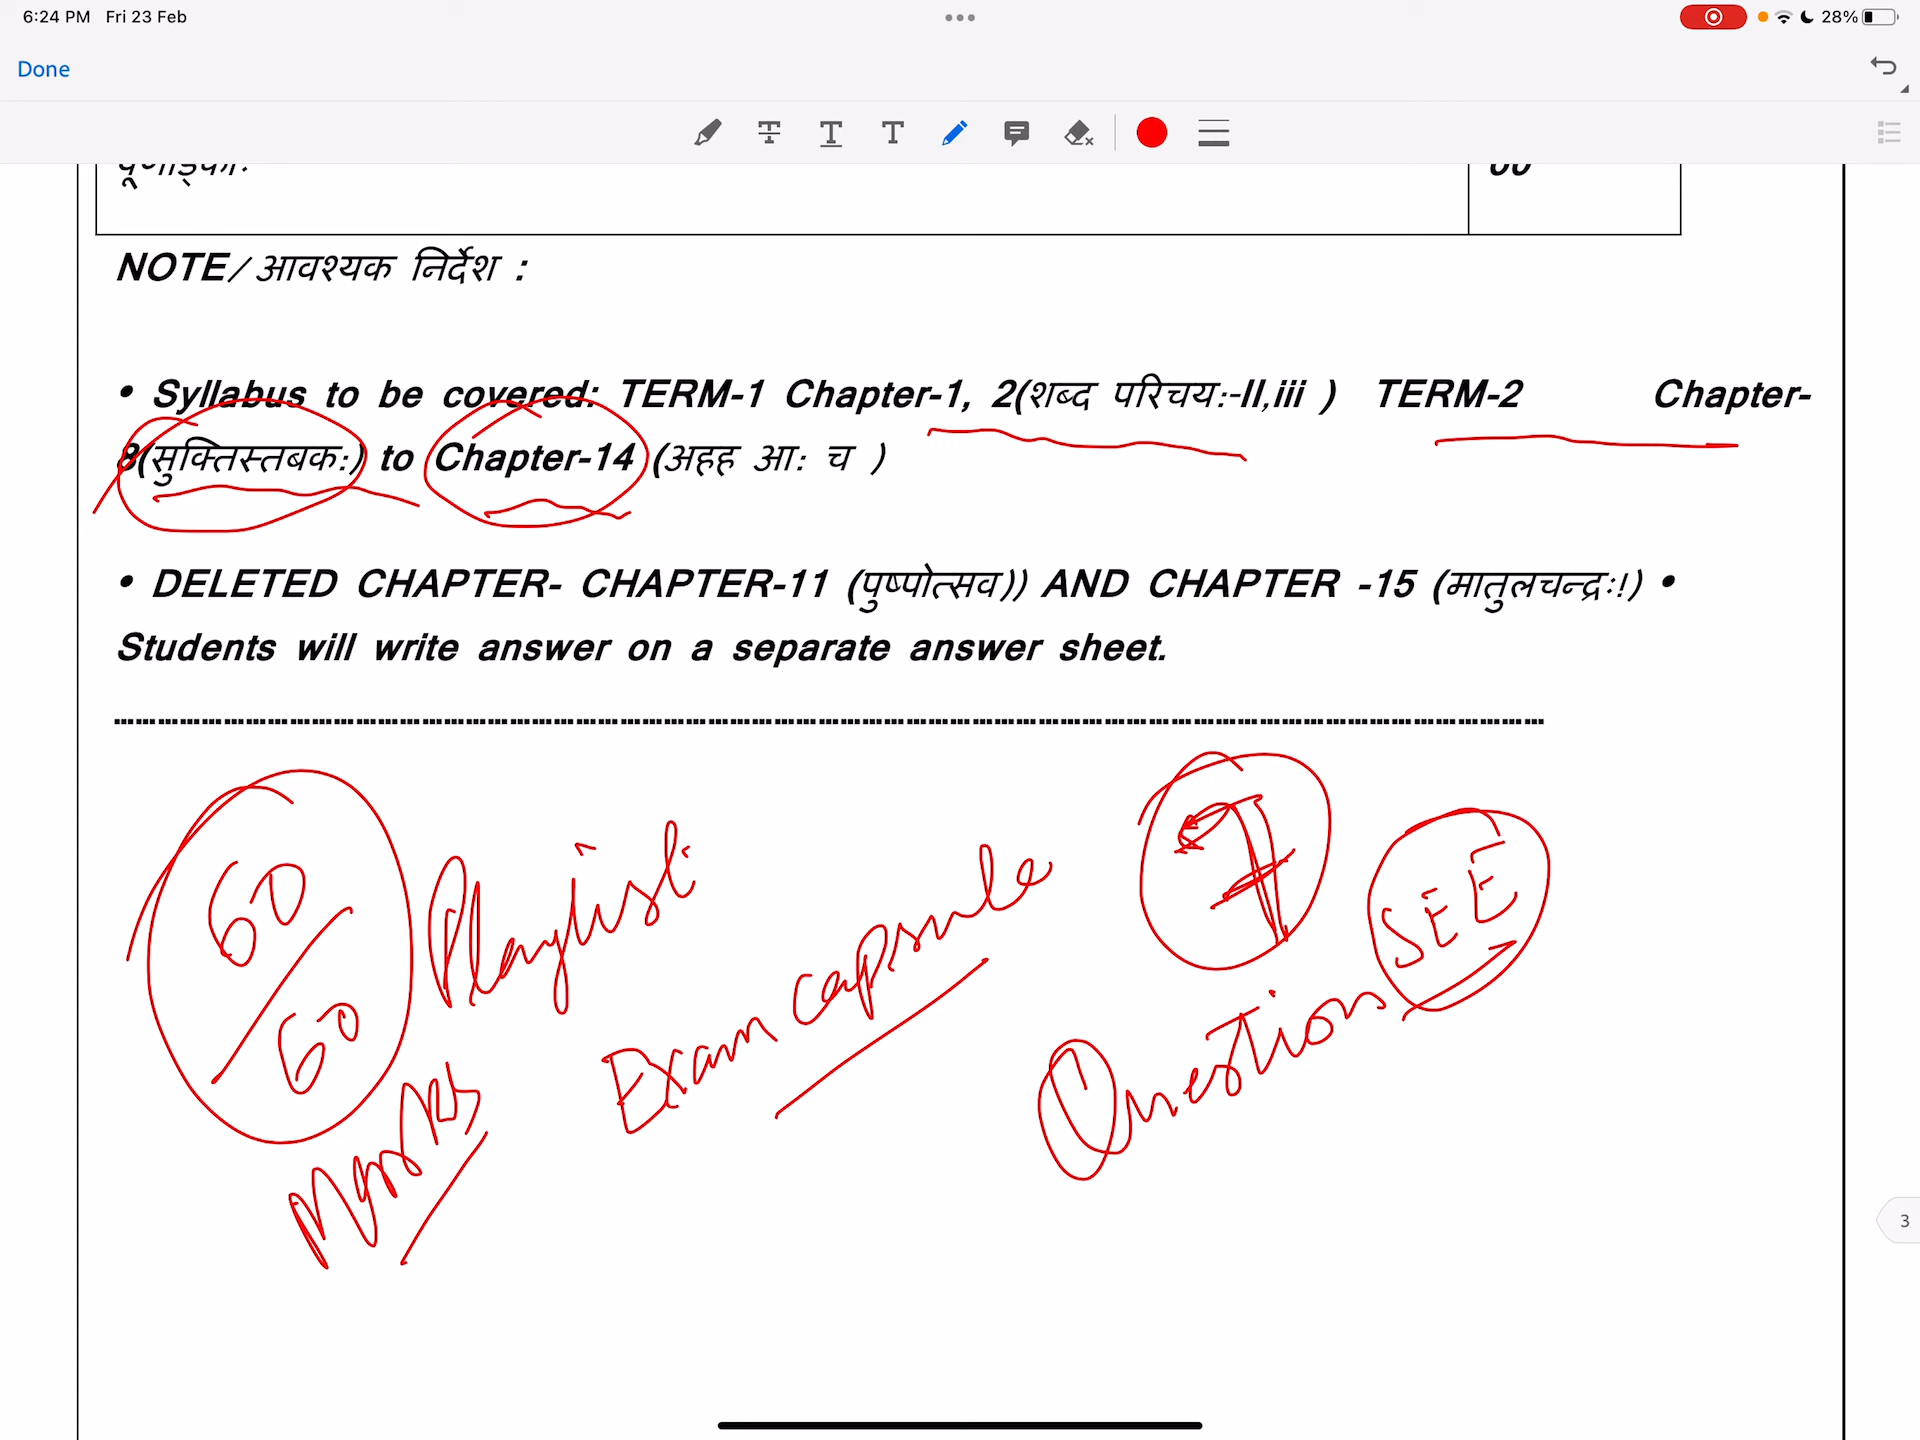 6:24 PM Fri 23 Feb
28%
Done
NOTE/आवश्यक निर्देश :
• Syllabus to be covered: TERM-1 Chapter-1, 2(शब्द परिचय:-II,iii ) TERM-2 Chapter-
8(सुक्तिस्तबक:) to Chapter-14 (अहह आ: च )
• DELETED CHAPTER- CHAPTER-11 (पुष्पोत्सव)) AND CHAPTER -15 (मातुलचन्द्रः!) •
Students will write answer on a separate answer sheet.
60
60
Marks
Playlist
Exam capsule
Question
SEE
3